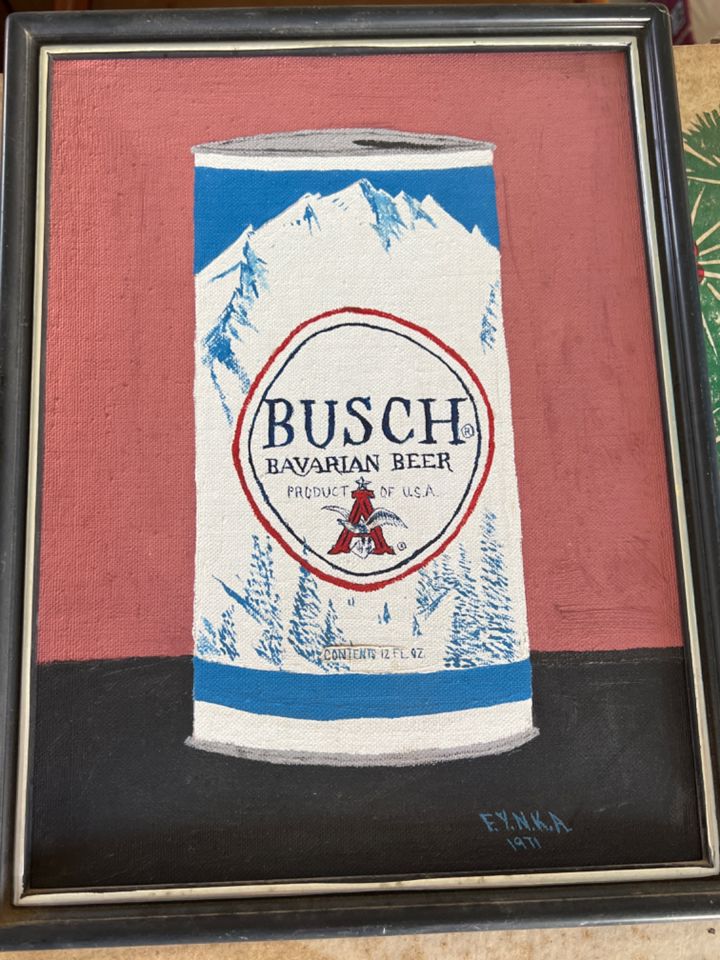 BUSCH®
BAVARIAN BEER
PRODUCT OF U.S.A.
A ®
CONTENTS 12 FL. OZ.
F.Y.N.K.A.
1971